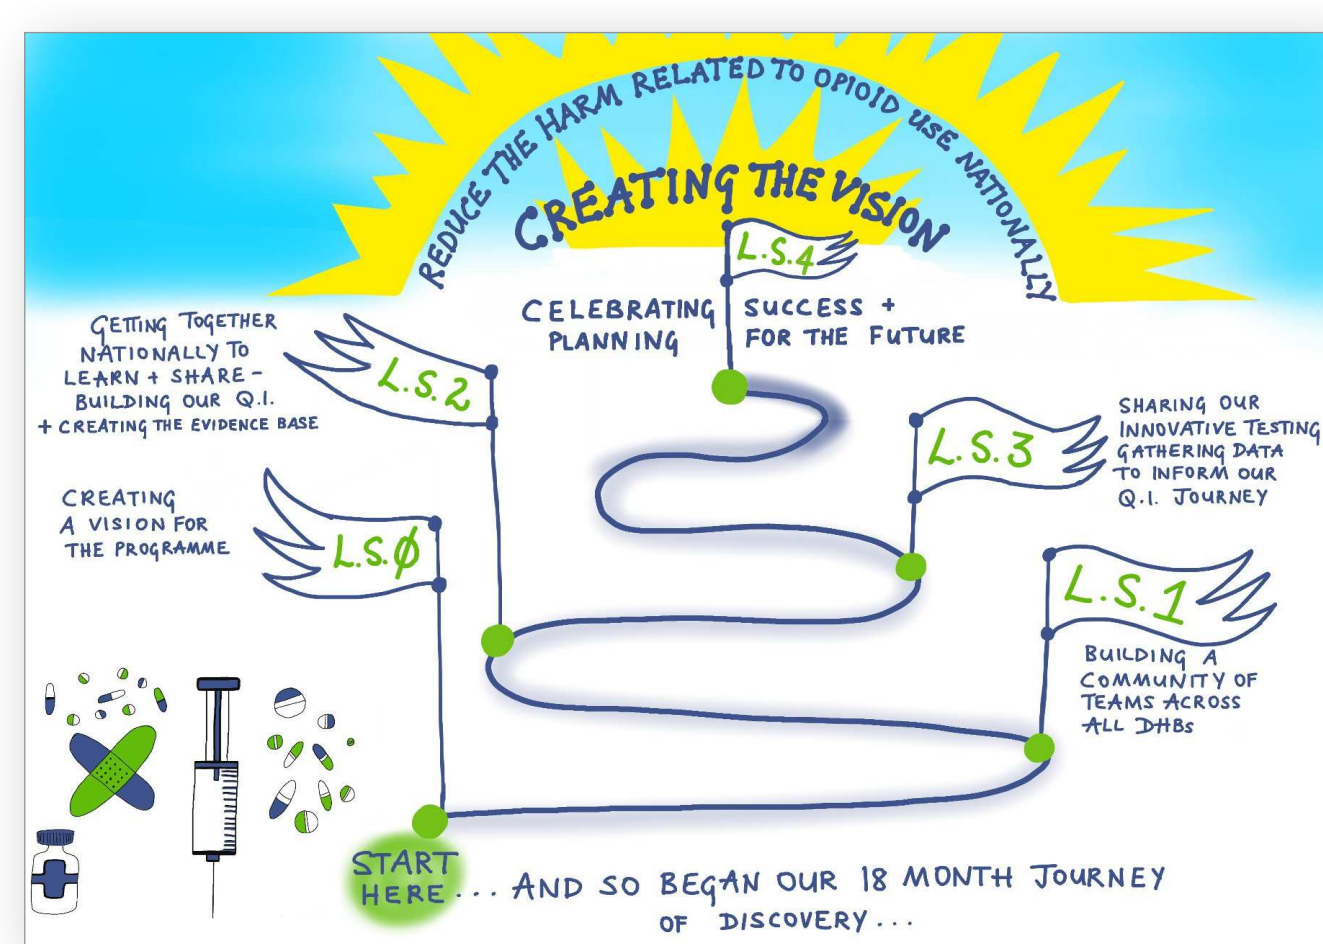 REDUCE THE HARM RELATED TO OPIOID USE NATIONALLY
CREATING THE VISION
L.S.4
CELEBRATING SUCCESS +
PLANNING FOR THE FUTURE
GETTING TOGETHER
NATIONALLY TO
LEARN + SHARE -
BUILDING OUR Q.I.
+ CREATING THE EVIDENCE BASE
L.S.2
L.S.3
SHARING OUR
INNOVATIVE TESTING
GATHERING DATA
TO INFORM OUR
Q.I. JOURNEY
CREATING
A VISION FOR
THE PROGRAMME
L.S.Ø
L.S.1
BUILDING A
COMMUNITY OF
TEAMS ACROSS
ALL DHBs
START
HERE... AND SO BEGAN OUR 18 MONTH JOURNEY
OF DISCOVERY...